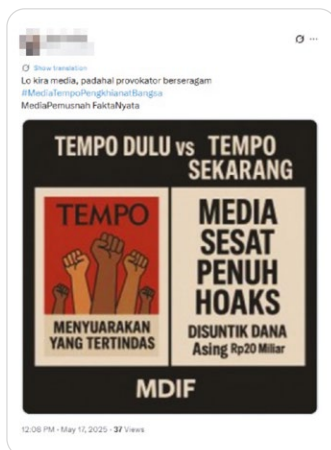 Show translation
Lo kira media, padahal provokator berseragam
#MediaTempoPengkhianatBangsa
MediaPemusnah FaktaNyata
TEMPO DULU vs TEMPO
SEKARANG
TEMPO
MENYUARAKAN
YANG TERTINDAS
MEDIA
SESAT
PENUH
HOAKS
DISUNTIK DANA
Asing Rp20 Miliar
MDIF
12:08 PM · May 17, 2025 · 37 Views